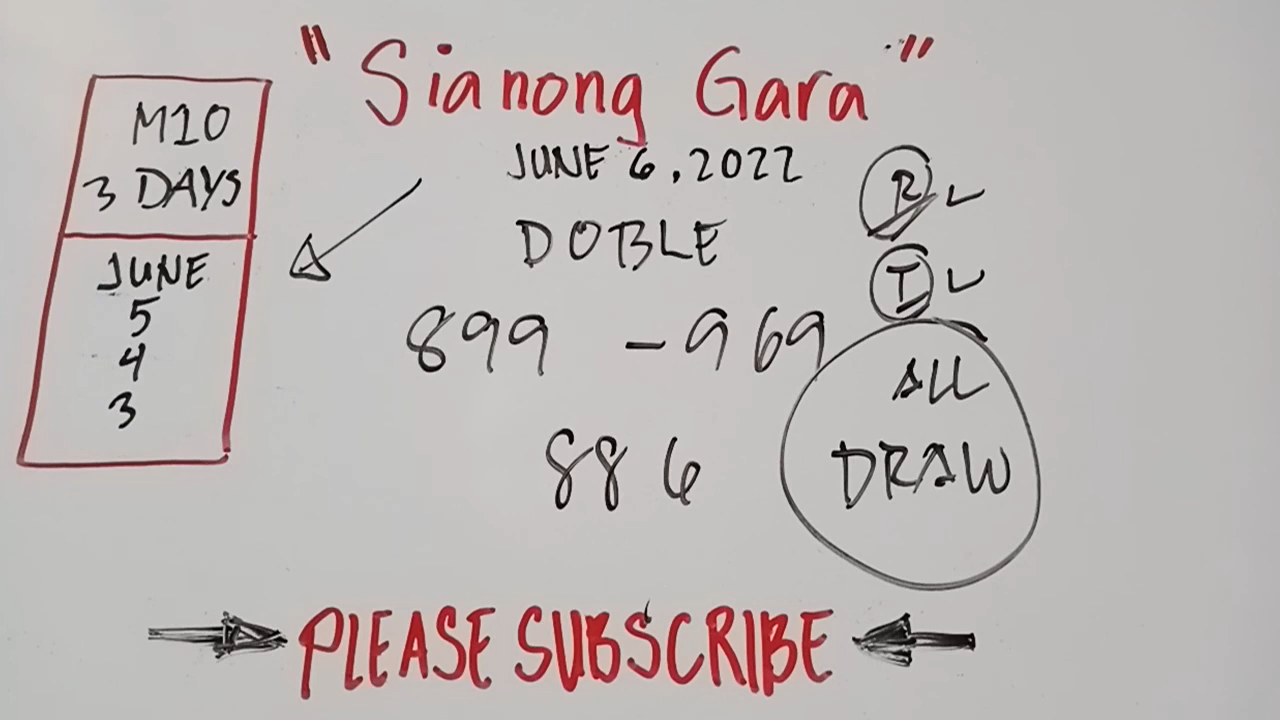 "Sianong Gara"
JUNE 6, 2022
DOBLE
899 - 969
886
M10
3 DAYS
JUNE
5
4
3
R
T
ALL
DRAW
PLEASE SUBSCRIBE